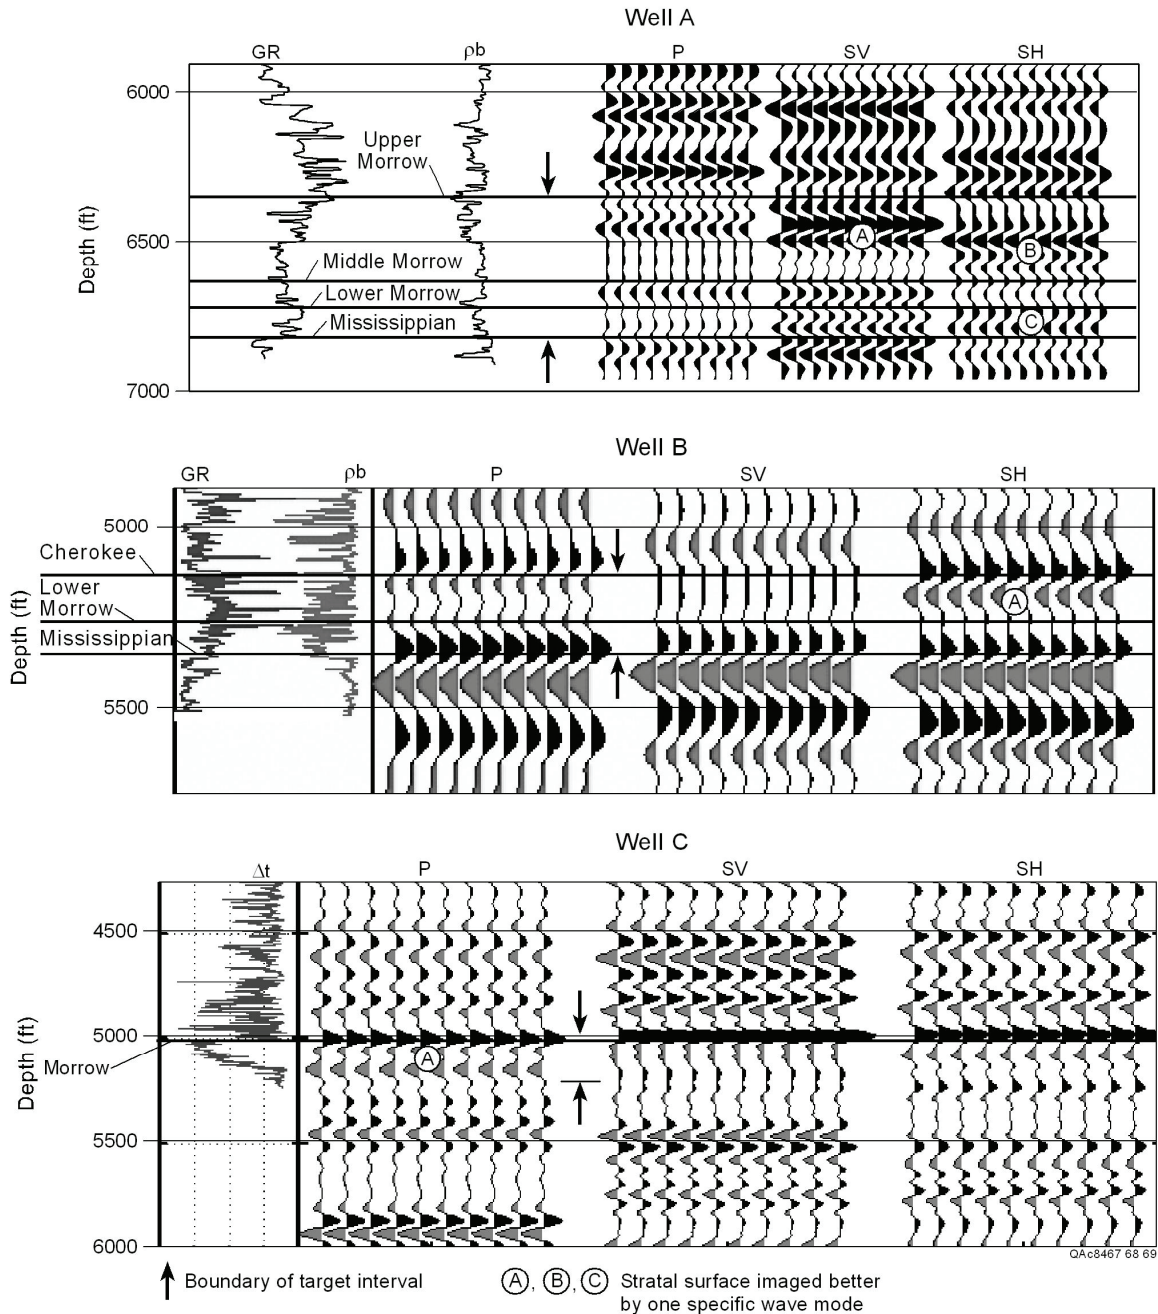 Well A
GR ρb P SV SH
6000
Upper
Morrow
6500
A
B
Middle Morrow
Lower Morrow
C
Mississippian
7000
Depth (ft)
Well B
GR ρb P SV SH
5000
Cherokee
Lower
Morrow
A
Mississippian
5500
Depth (ft)
Well C
Δt P SV SH
4500
5000
A
Morrow
5500
6000
Depth (ft)
QAc8467 68 69
Boundary of target interval
A, B, C Stratal surface imaged better
by one specific wave mode